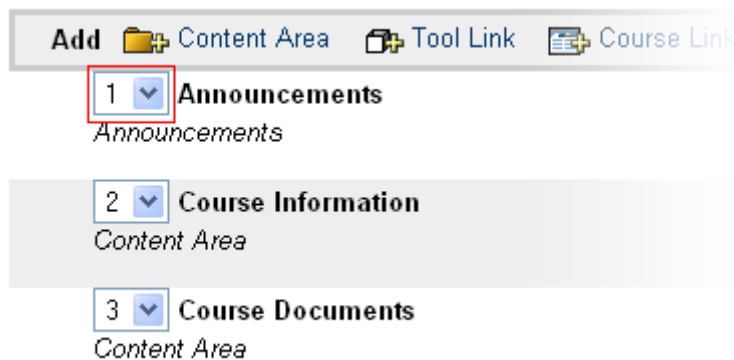 Add Content Area Tool Link Course Link
1 Announcements
Announcements
2 Course Information
Content Area
3 Course Documents
Content Area